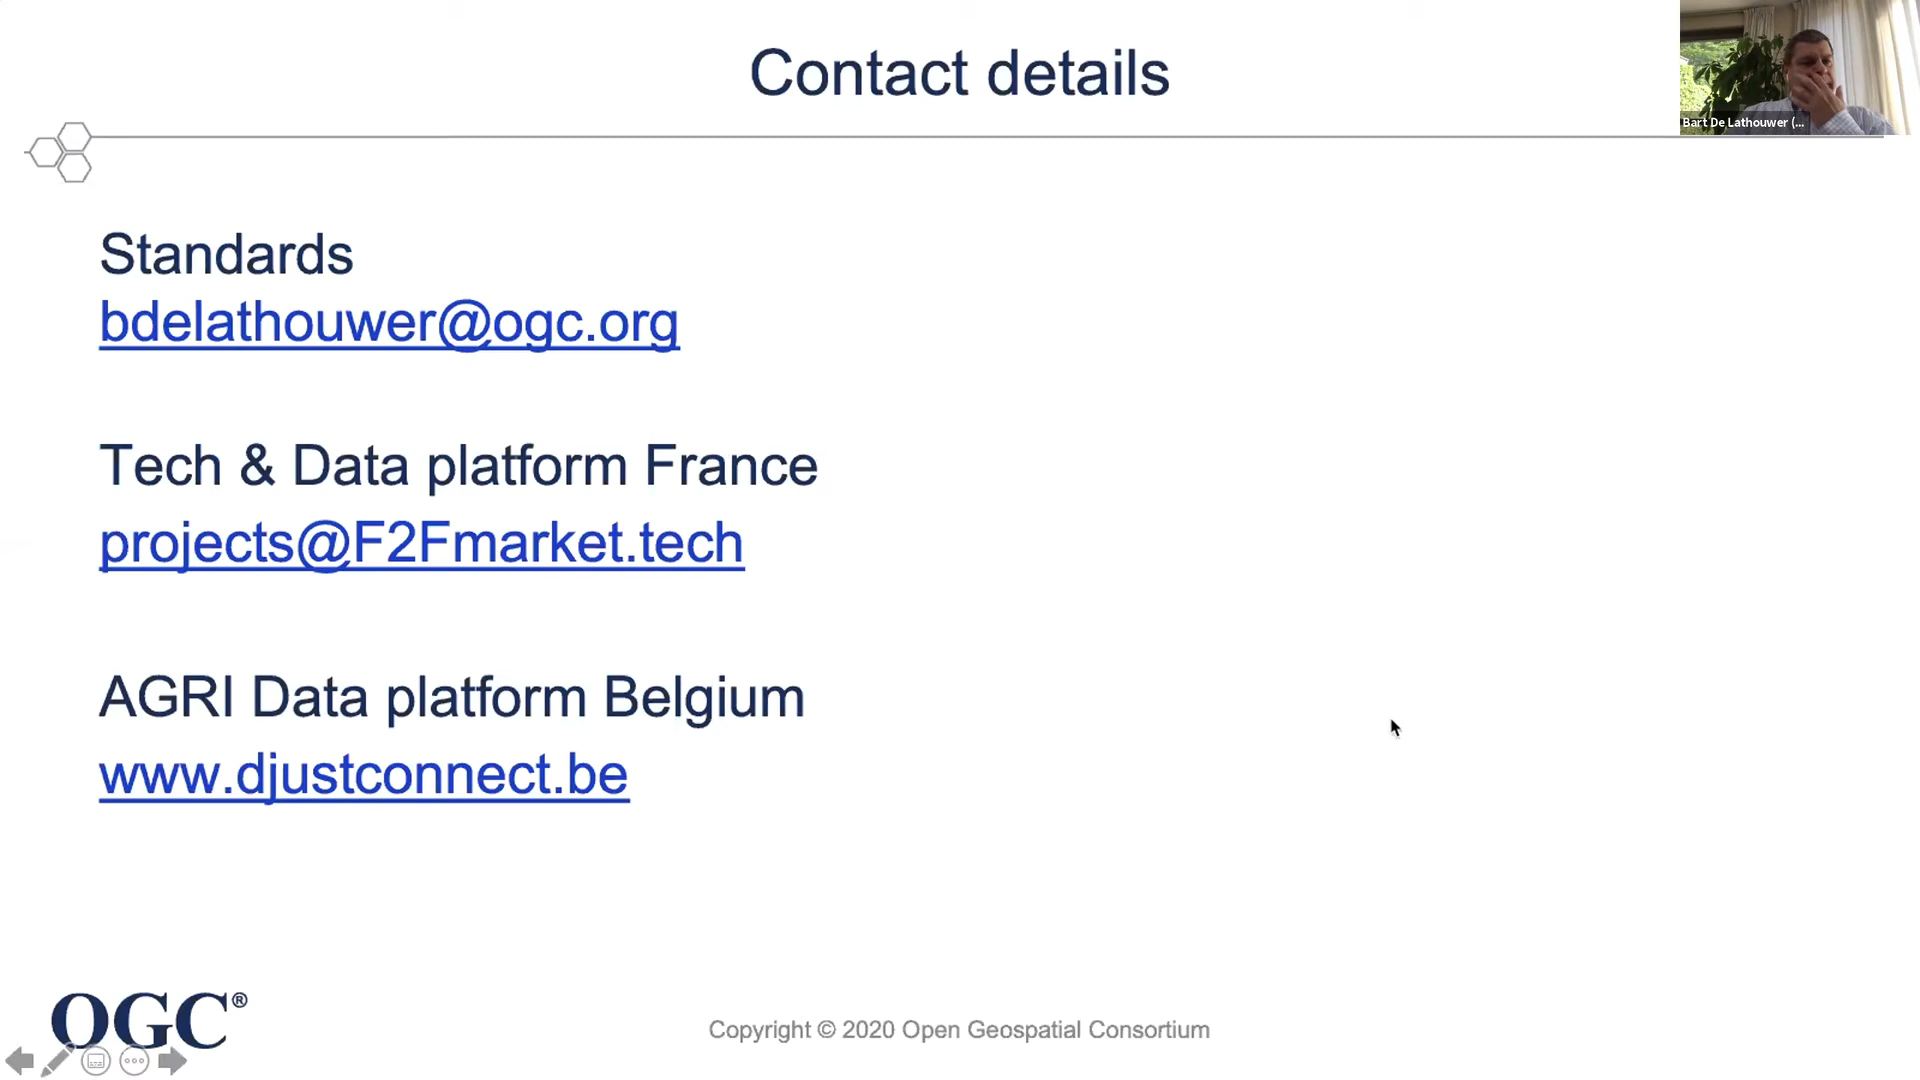 Contact details
Bart De Lathouwer (...
Standards
bdelathouwer@ogc.org
Tech & Data platform France
projects@F2Fmarket.tech
AGRI Data platform Belgium
www.djustconnect.be
OGC®
Copyright © 2020 Open Geospatial Consortium